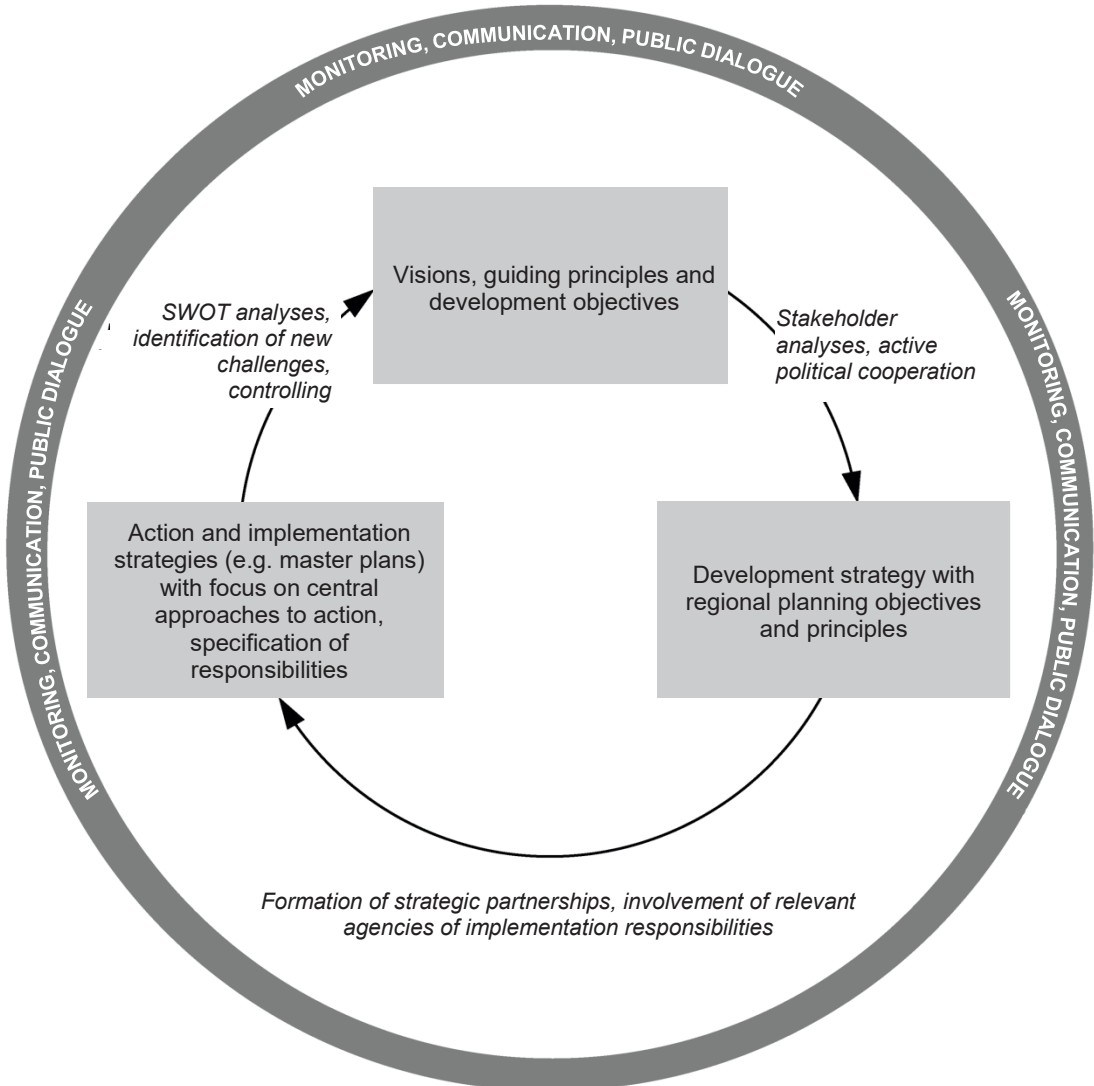 MONITORING, COMMUNICATION, PUBLIC DIALOGUE
Visions, guiding principles and
development objectives
SWOT analyses,
identification of new
challenges,
controlling
Stakeholder
analyses, active
political cooperation
MONITORING, COMMUNICATION, PUBLIC DIALOGUE
MONITORING, COMMUNICATION, PUBLIC DIALOGUE
Action and implementation
strategies (e.g. master plans)
with focus on central
approaches to action,
specification of
responsibilities
Development strategy with
regional planning objectives
and principles
Formation of strategic partnerships, involvement of relevant
agencies of implementation responsibilities